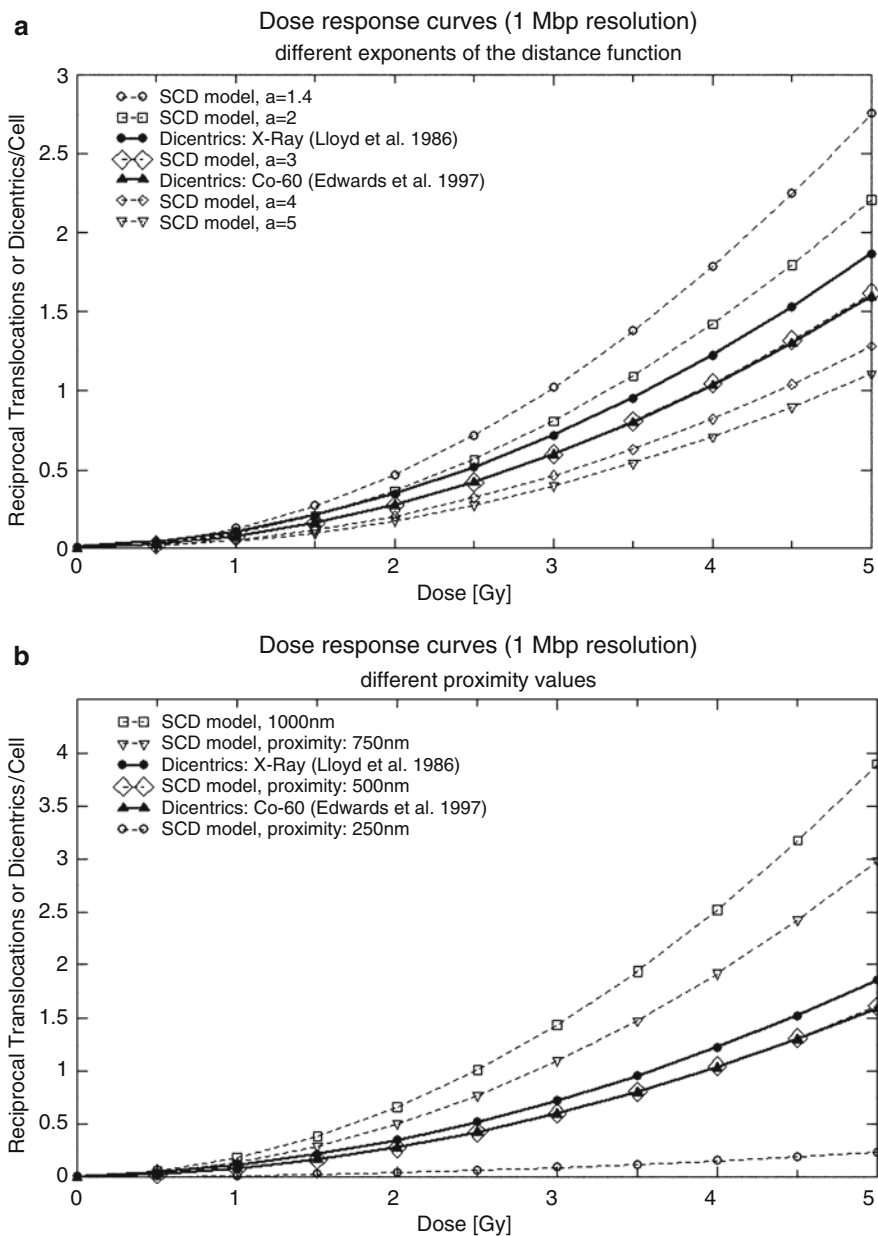 a
Dose response curves (1 Mbp resolution)
different exponents of the distance function
3
2.5
2
1.5
1
0.5
0
Reciprocal Translocations or Dicentrics/Cell
SCD model, a=1.4
SCD model, a=2
Dicentrics: X-Ray (Lloyd et al. 1986)
SCD model, a=3
Dicentrics: Co-60 (Edwards et al. 1997)
SCD model, a=4
SCD model, a=5
0 1 2 3 4 5
Dose [Gy]
b
Dose response curves (1 Mbp resolution)
different proximity values
4
3
2
1.5
1
0.5
0
Reciprocal Translocations or Dicentrics/Cell
SCD model, 1000nm
SCD model, proximity: 750nm
Dicentrics: X-Ray (Lloyd et al. 1986)
SCD model, proximity: 500nm
Dicentrics: Co-60 (Edwards et al. 1997)
SCD model, proximity: 250nm
0 1 2 3 4 5
Dose [Gy]